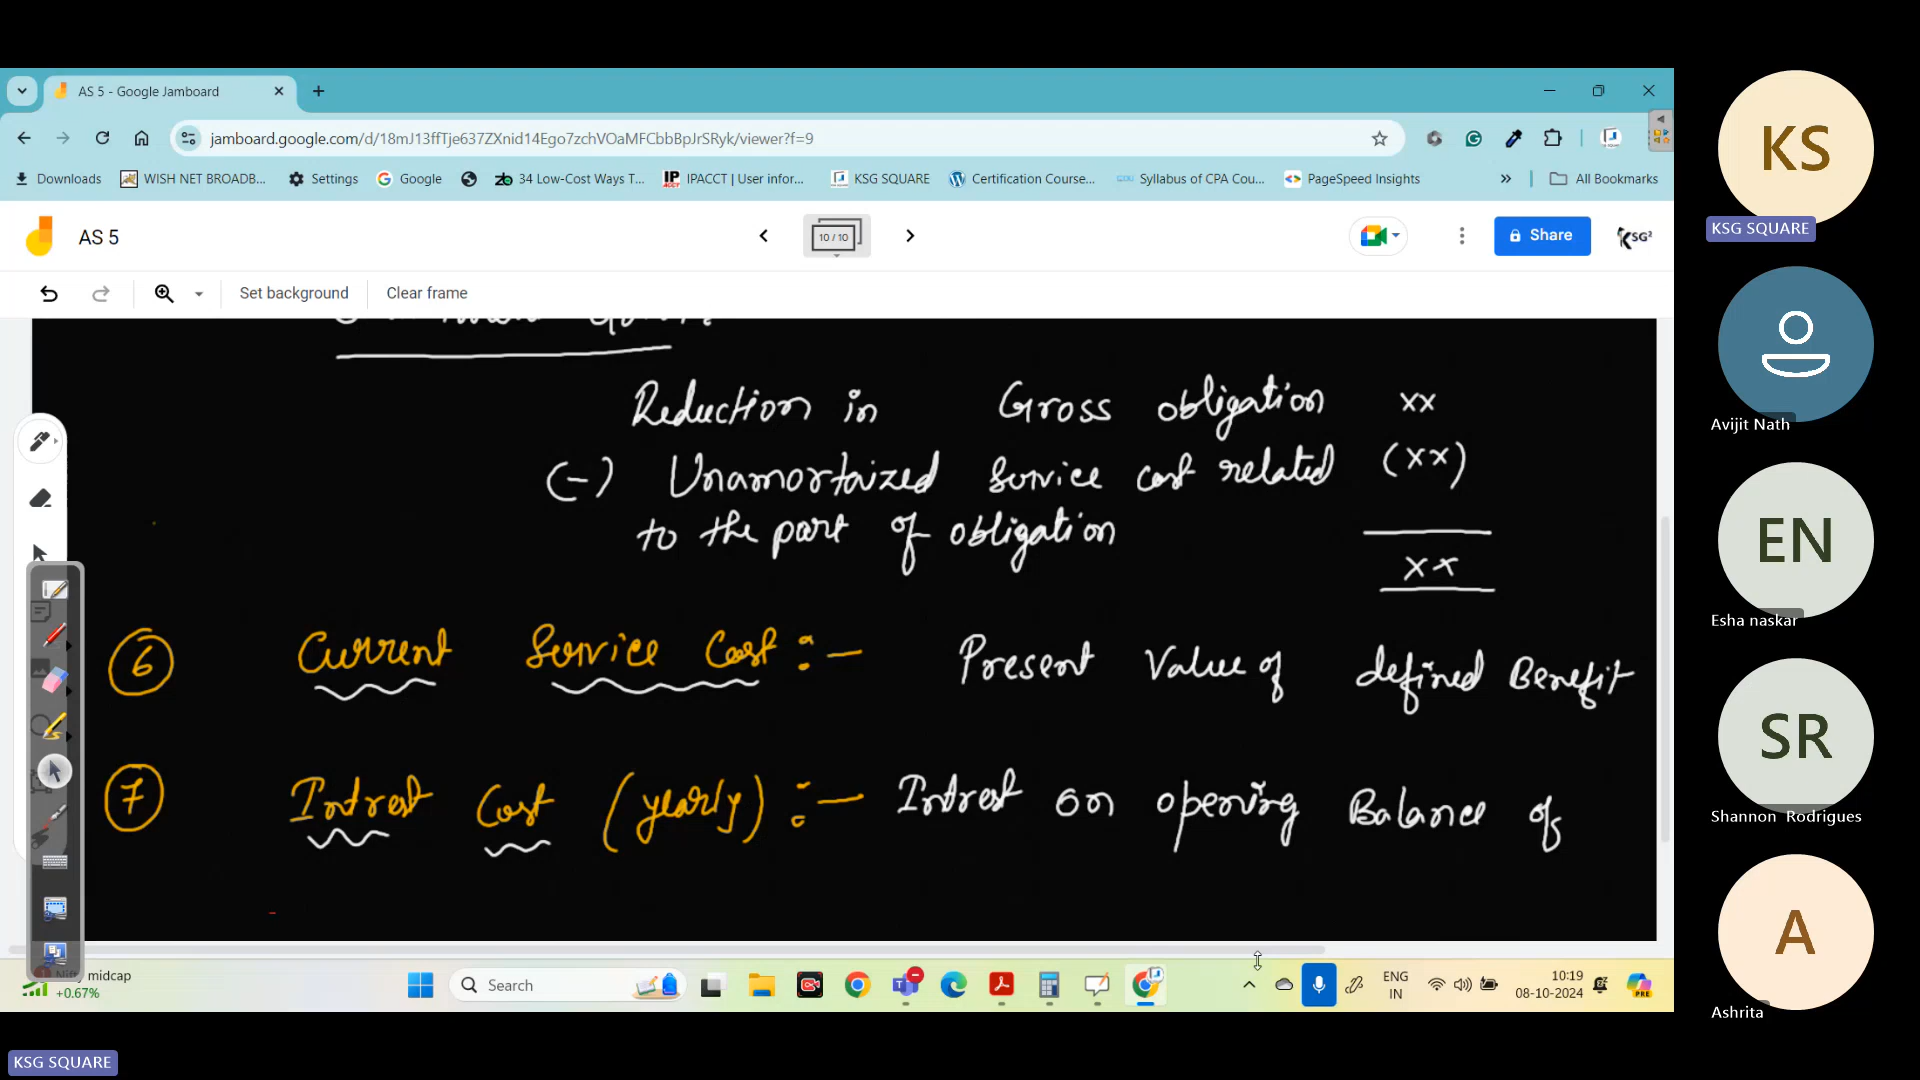 AS 5 - Google Jamboard
jamboard.google.com/d/18mJ13ffTje637ZXnid14Ego7zchVOaMFCbbBpJrSRyk/viewer?f=9
Downloads WISH NET BROADB... Settings Google 34 Low-Cost Ways T... IPACCT | User infor... KSG SQUARE Certification Course... Syllabus of CPA Cou... PageSpeed Insights » All Bookmarks
AS 5 10 / 10 Share KSG²
Set background Clear frame
Reduction in Gross obligation xx
(-) Unamortaized Service cost related (xx)
to the part of obligation
xx
6 Current Service Cost :- Present Value of defined Benefit
7 Intrest Cost (yearly) :- Intrest on opening Balance of
Nifty midcap
+0.67%
Search
ENG
IN
10:19
08-10-2024
PRE
KS
KSG SQUARE
Avijit Nath
EN
Esha naskar
SR
Shannon Rodrigues
A
Ashrita
KSG SQUARE